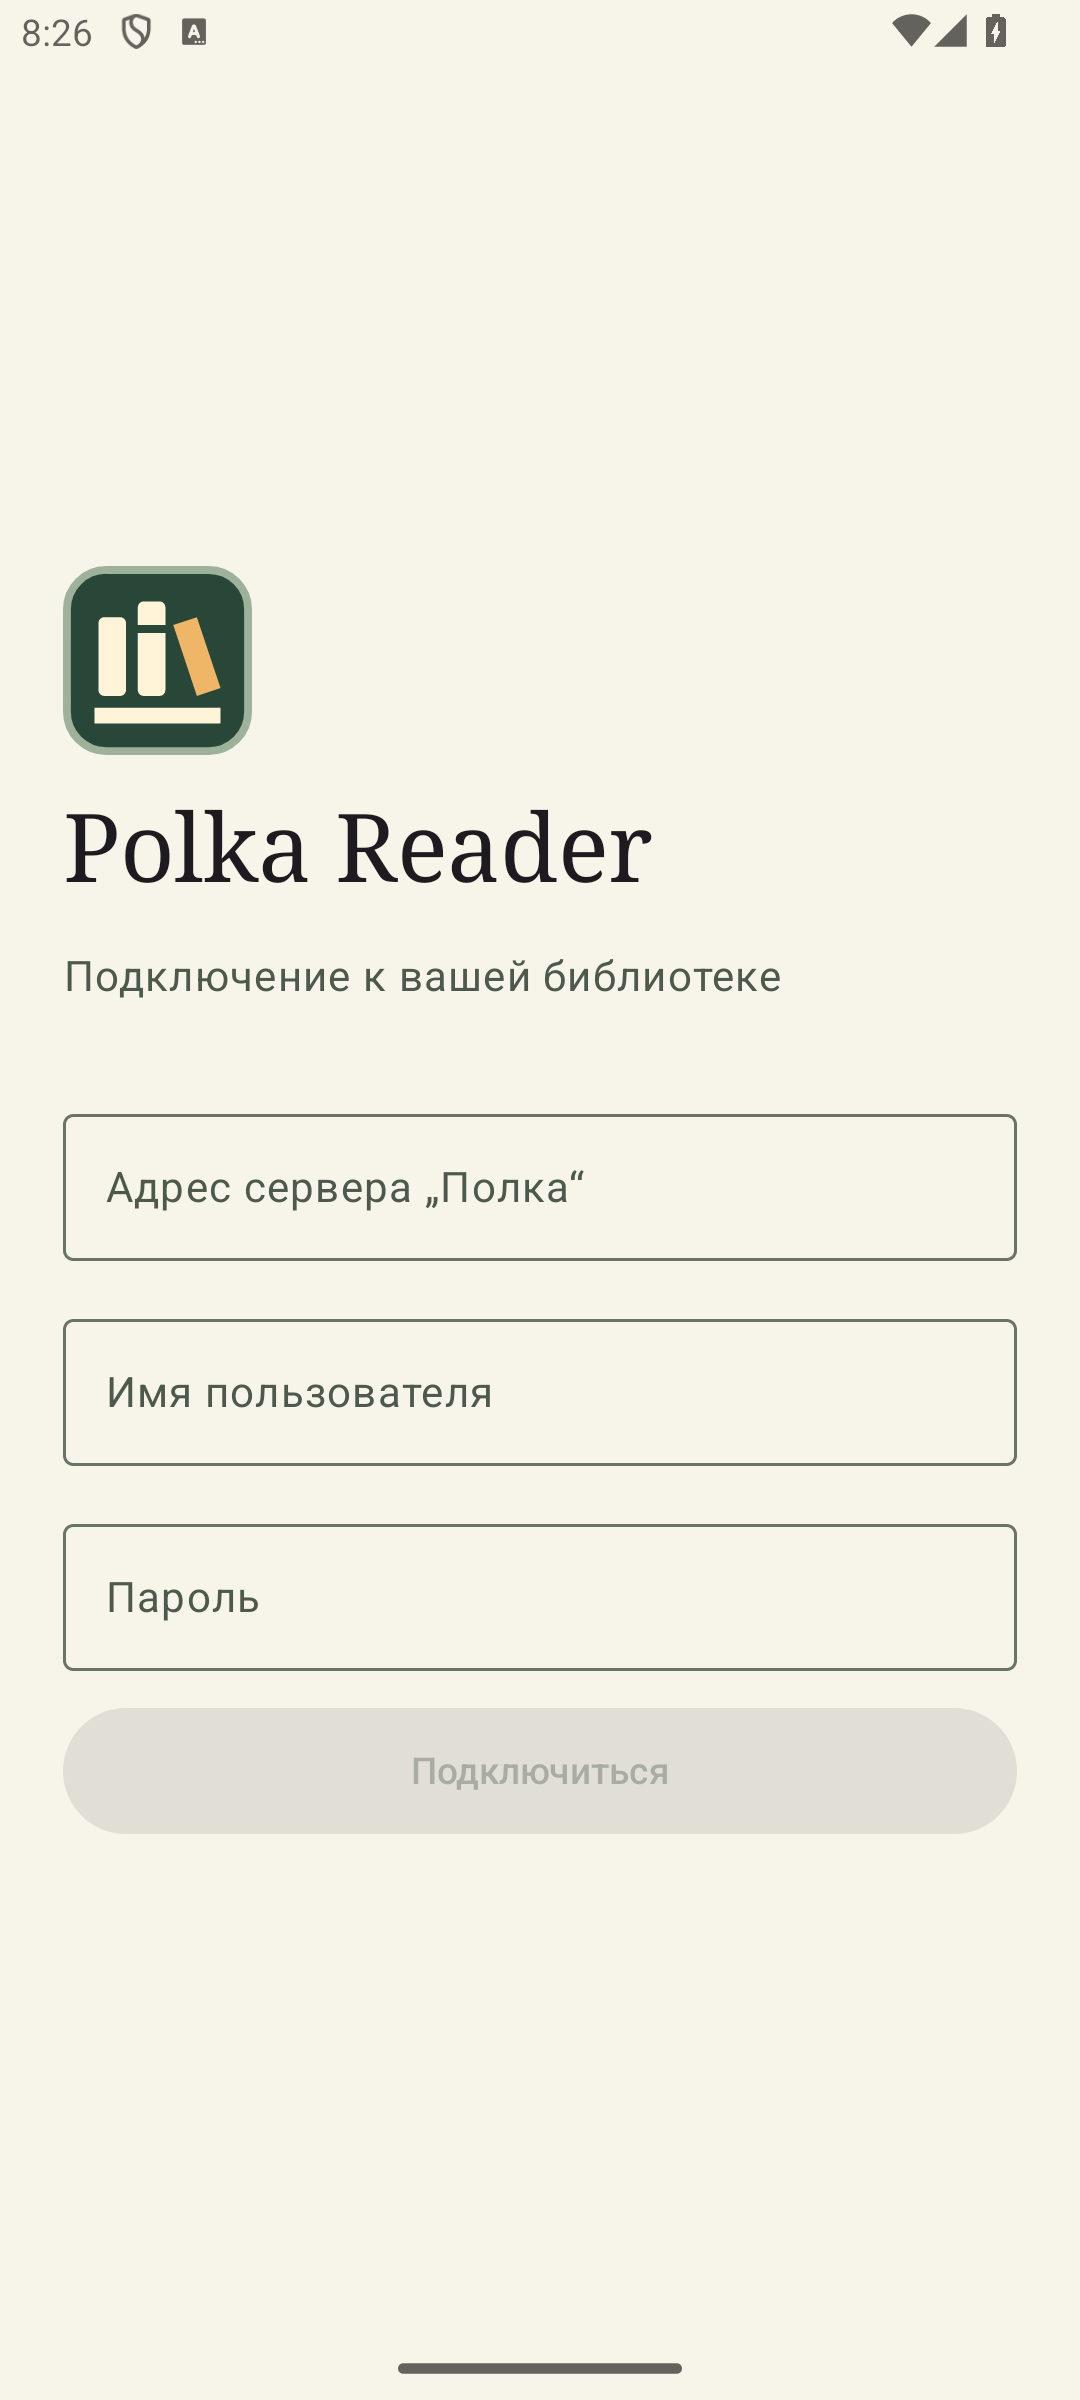 8:26
Polka Reader
Подключение к вашей библиотеке
Адрес сервера „Полка“
Имя пользователя
Пароль
Подключиться